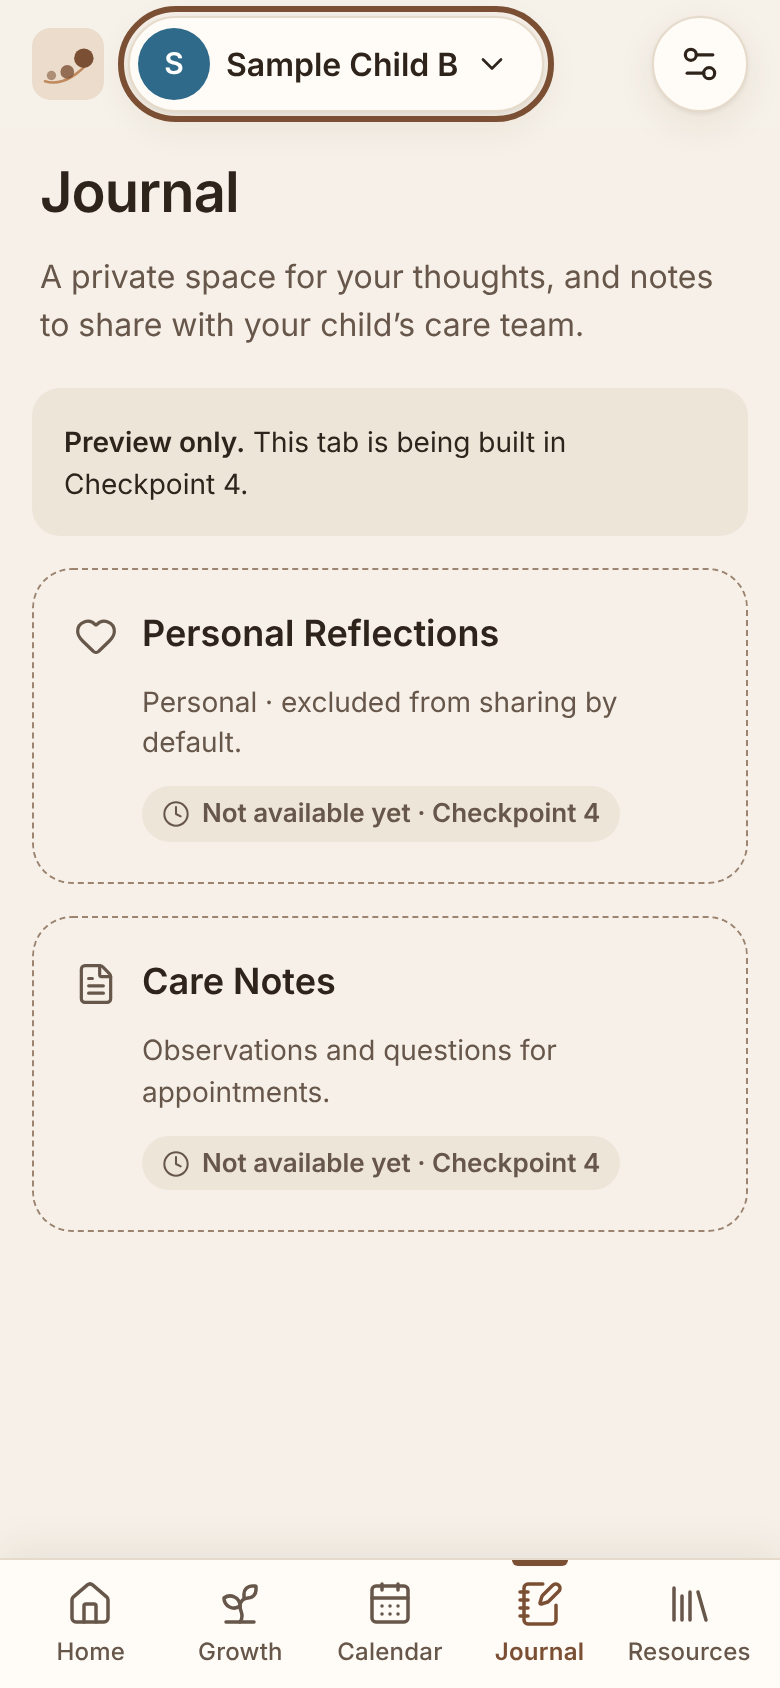 S
Sample Child B
Journal
A private space for your thoughts, and notes
to share with your child’s care team.
Preview only. This tab is being built in
Checkpoint 4.
Personal Reflections
Personal · excluded from sharing by
default.
Not available yet · Checkpoint 4
Care Notes
Observations and questions for
appointments.
Not available yet · Checkpoint 4
Home
Growth
Calendar
Journal
Resources